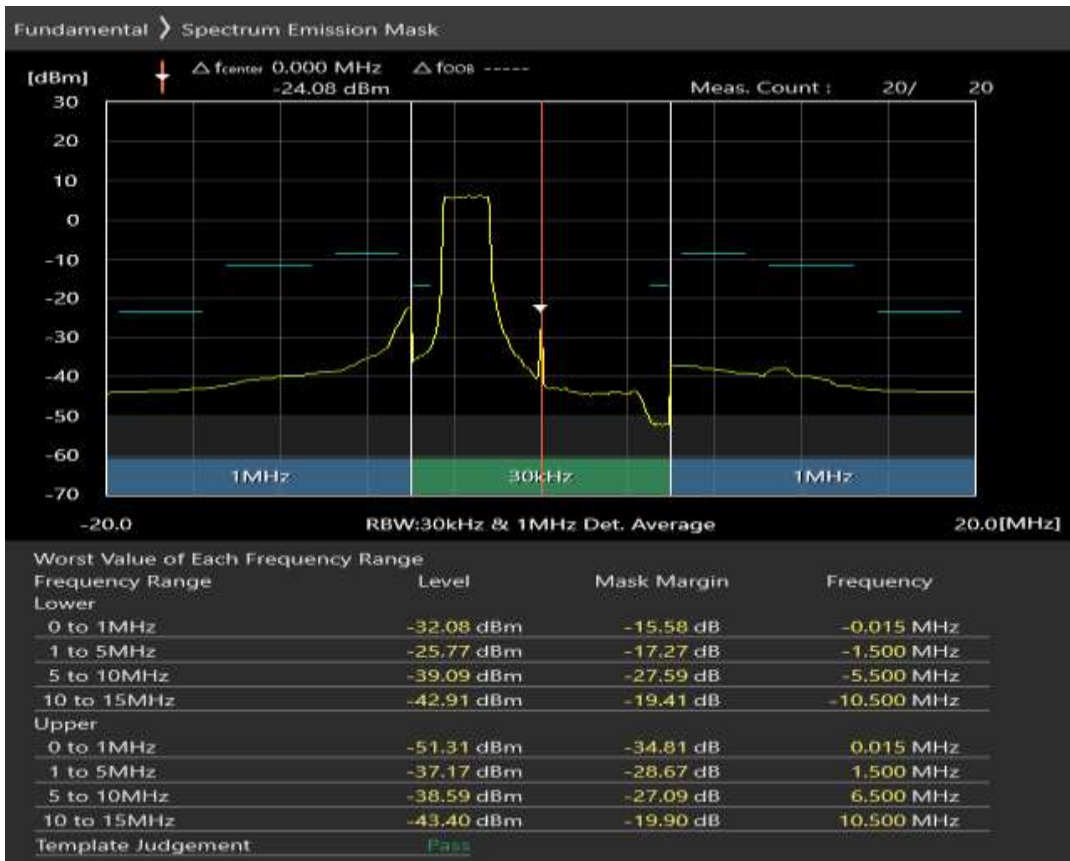 Fundamental 〉 Spectrum Emission Mask
[dBm] △ fcenter 0.000 MHz △ fOOB -----
-24.08 dBm Meas. Count : 20/ 20
30
20
10
0
-10
-20
-30
-40
-50
-60
-70
1MHz 30kHz 1MHz
-20.0 RBW:30kHz & 1MHz Det. Average 20.0[MHz]
Worst Value of Each Frequency Range
Frequency Range Level Mask Margin Frequency
Lower
0 to 1MHz -32.08 dBm -15.58 dB -0.015 MHz
1 to 5MHz -25.77 dBm -17.27 dB -1.500 MHz
5 to 10MHz -39.09 dBm -27.59 dB -5.500 MHz
10 to 15MHz -42.91 dBm -19.41 dB -10.500 MHz
Upper
0 to 1MHz -51.31 dBm -34.81 dB 0.015 MHz
1 to 5MHz -37.17 dBm -28.67 dB 1.500 MHz
5 to 10MHz -38.59 dBm -27.09 dB 6.500 MHz
10 to 15MHz -43.40 dBm -19.90 dB 10.500 MHz
Template Judgement Pass